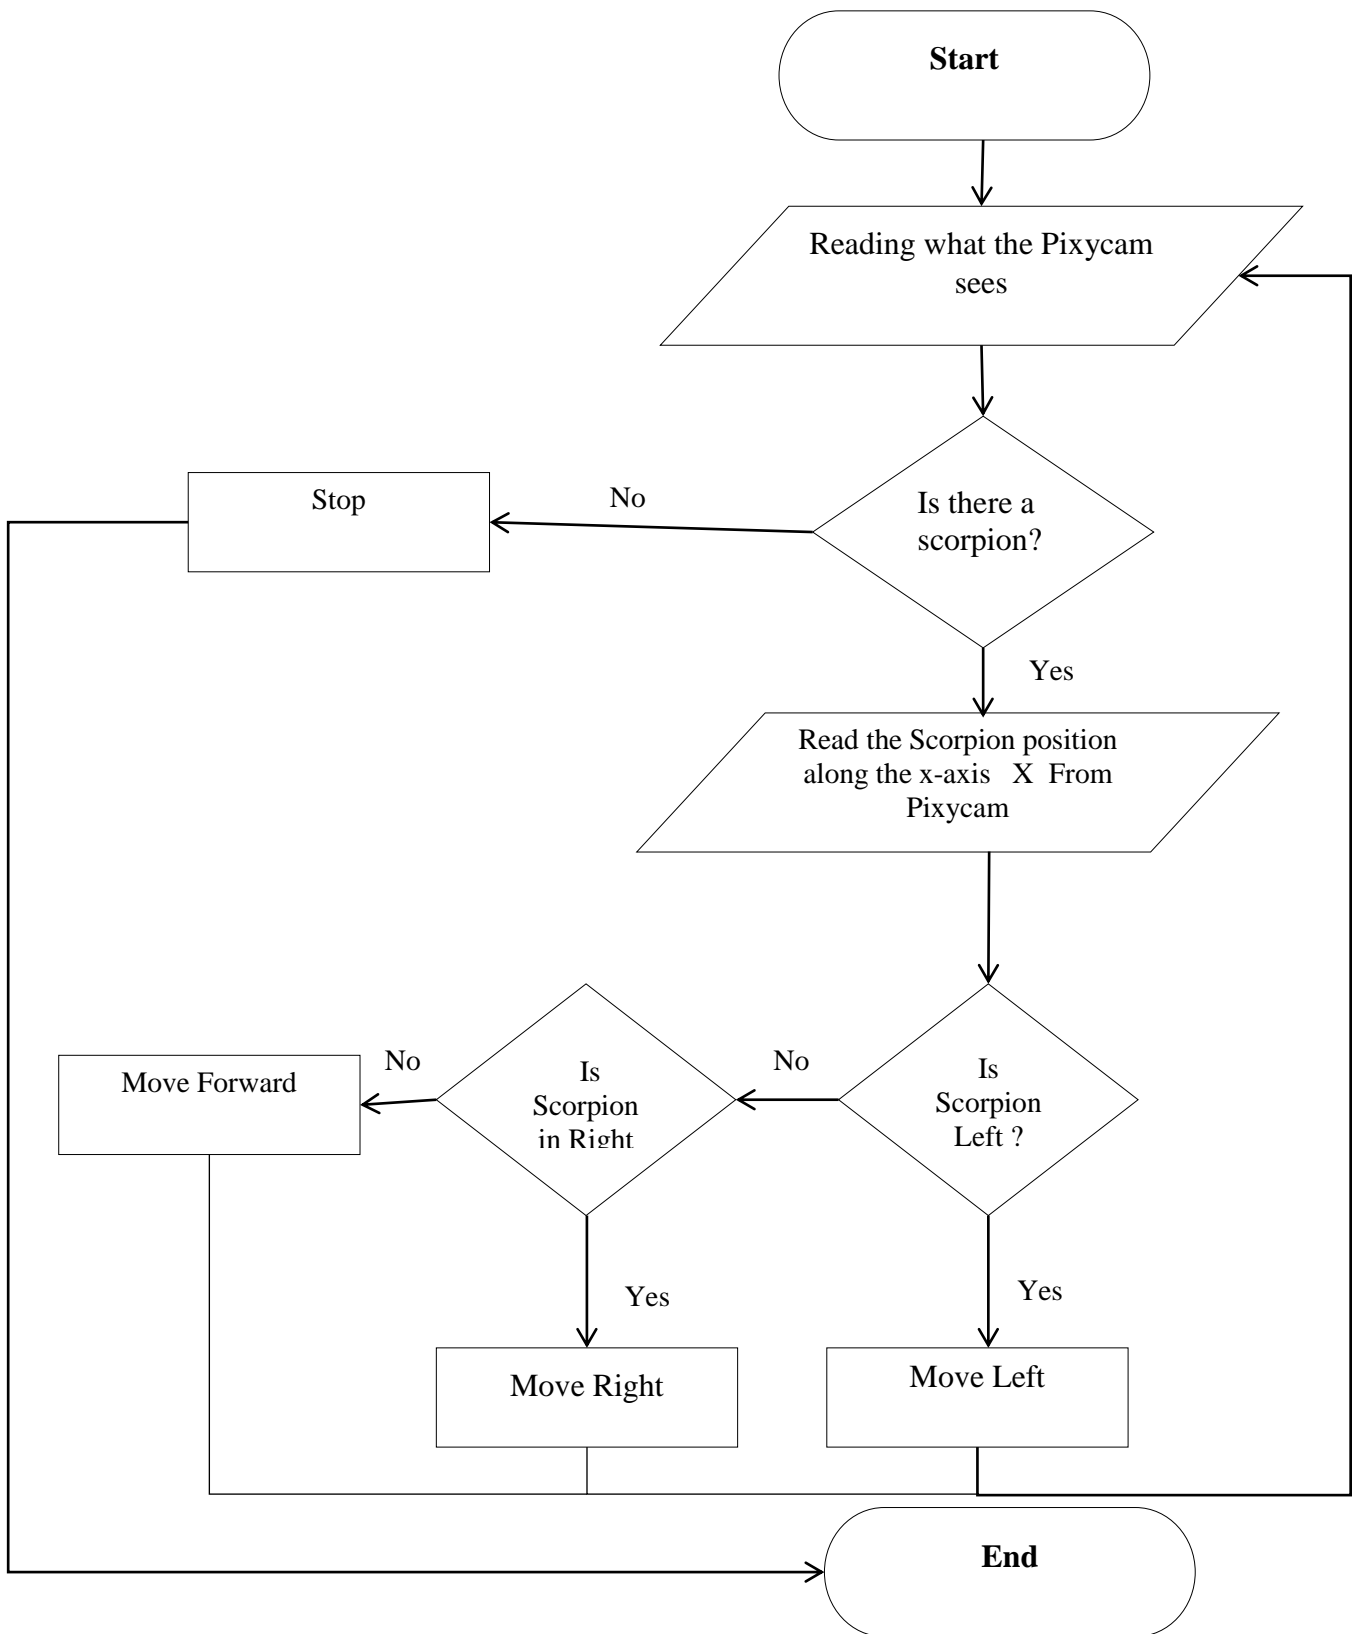 Start
Reading what the Pixycam
sees
Is there a
scorpion?
No
Stop
Yes
Read the Scorpion position
along the x-axis X From
Pixycam
Is
Scorpion
Left ?
No
Is
Scorpion
in Right
No
Move Forward
Yes
Yes
Move Right
Move Left
End